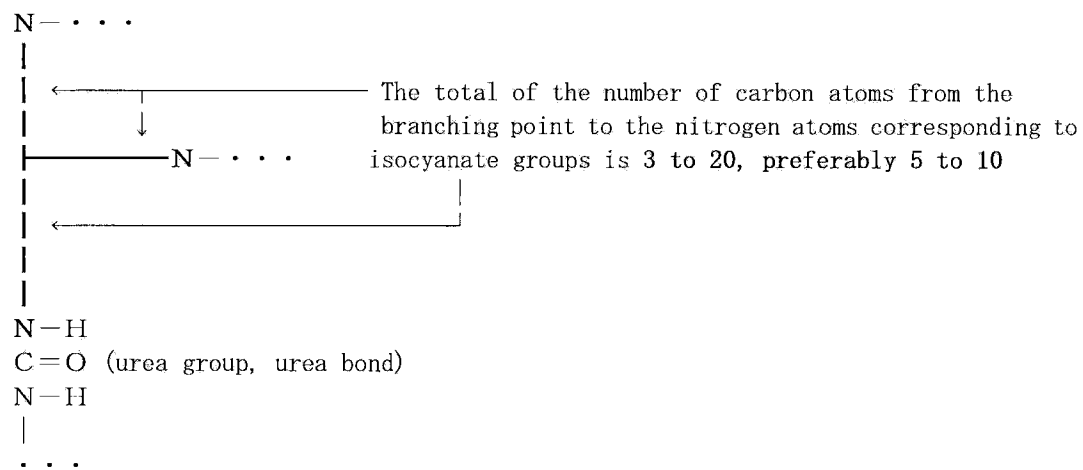 N－・・・
The total of the number of carbon atoms from the
branching point to the nitrogen atoms corresponding to
N－・・・ isocyanate groups is 3 to 20, preferably 5 to 10
N－H
C＝O (urea group, urea bond)
N－H
・・・